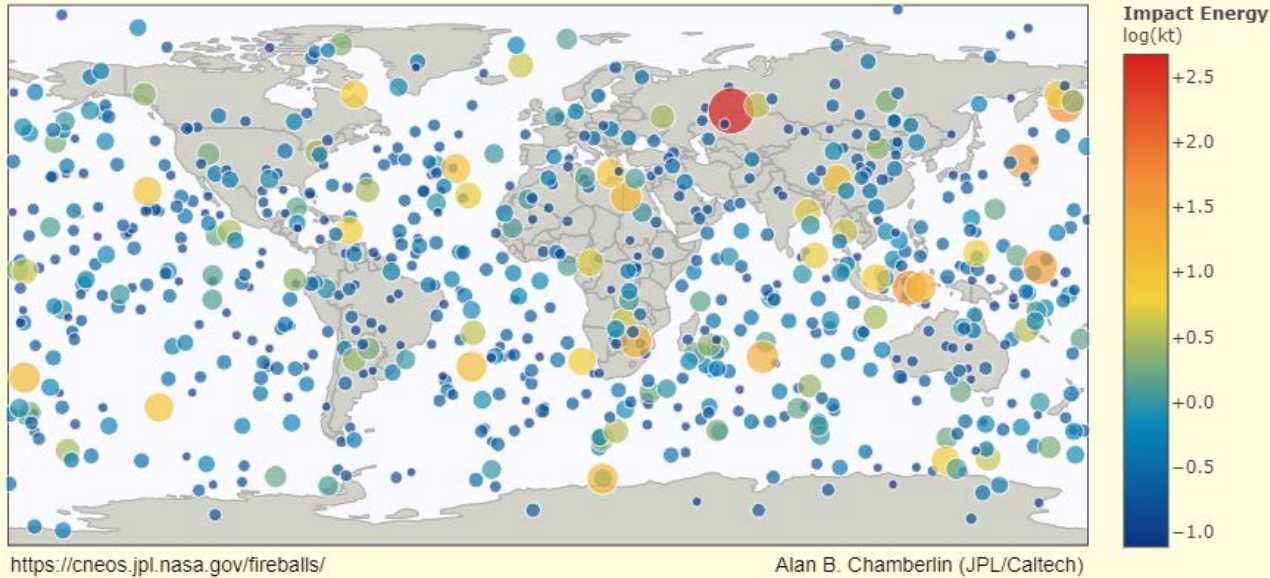 Impact Energy
log(kt)
+2.5
+2.0
+1.5
+1.0
+0.5
+0.0
−0.5
−1.0
https://cneos.jpl.nasa.gov/fireballs/
Alan B. Chamberlin (JPL/Caltech)